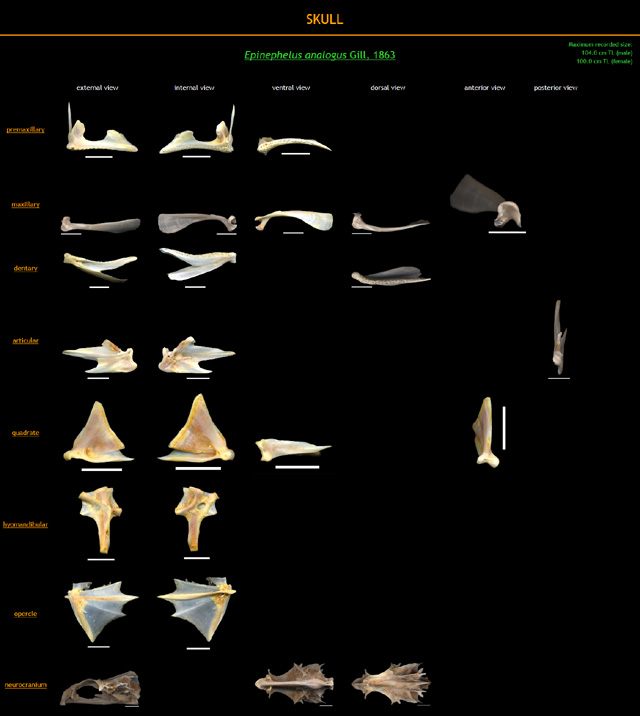 SKULL
Epinephelus analogus Gill, 1863
Maximum recorded size:
104.0 cm TL (male)
100.0 cm TL (female)
external view
internal view
ventral view
dorsal view
anterior view
posterior view
premaxillary
maxillary
dentary
articular
quadrate
hyomandibular
opercle
neurocranium